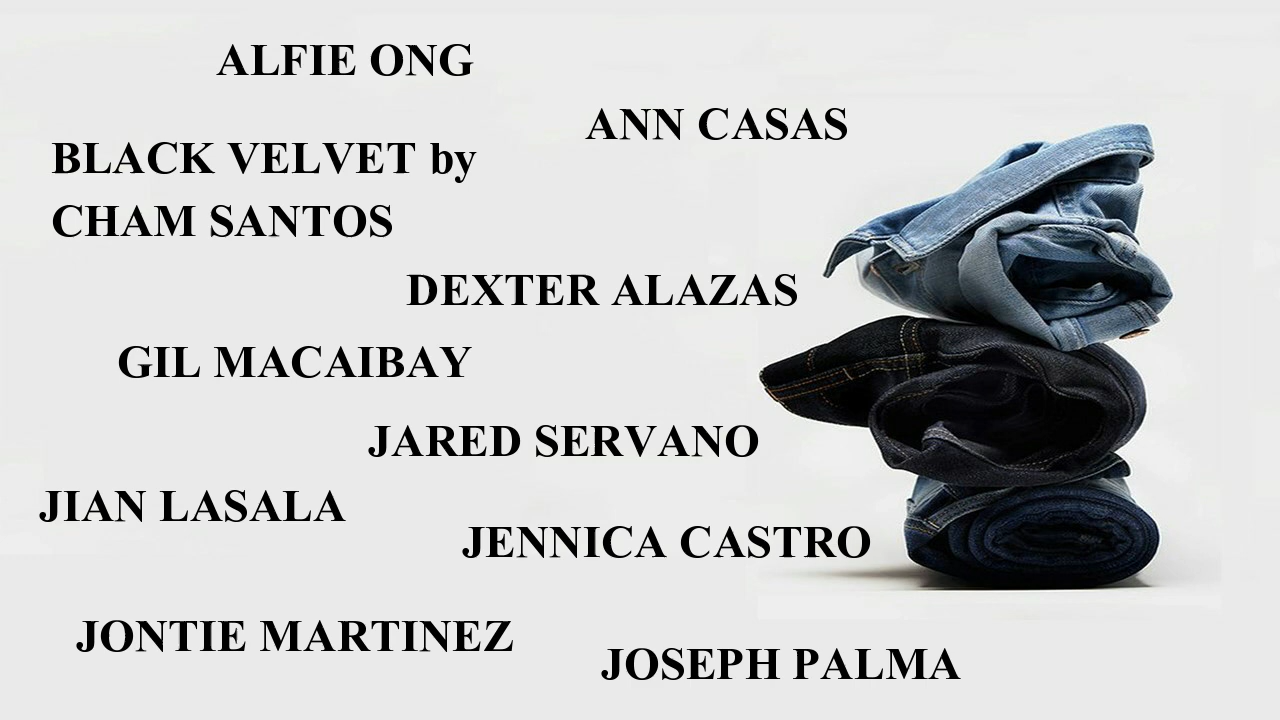 ALFIE ONG
ANN CASAS
BLACK VELVET by
CHAM SANTOS
DEXTER ALAZAS
GIL MACAIBAY
JARED SERVANO
JIAN LASALA
JENNICA CASTRO
JONTIE MARTINEZ
JOSEPH PALMA